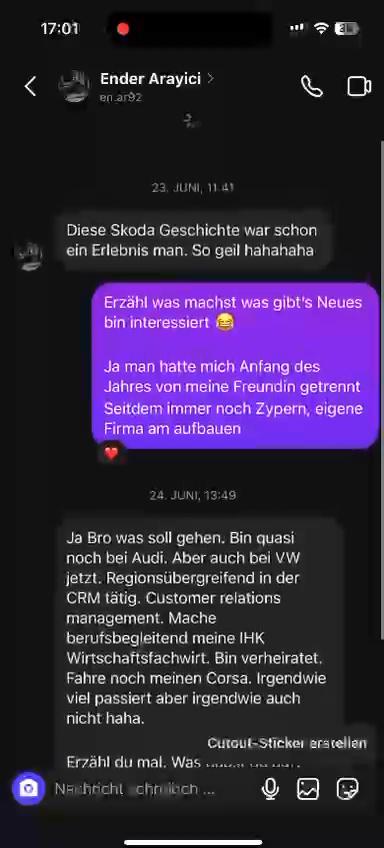 17:01
Ender Arayici
en.ar92
23. JUNI, 11:41
Diese Skoda Geschichte war schon
ein Erlebnis man. So geil hahahaha
Erzähl was machst was gibt's Neues
bin interessiert 😂
Ja man hatte mich Anfang des
Jahres von meine Freundin getrennt
Seitdem immer noch Zypern, eigene
Firma am aufbauen
❤️
24. JUNI, 13:49
Ja Bro was soll gehen. Bin quasi
noch bei Audi. Aber auch bei VW
jetzt. Regionsübergreifend in der
CRM tätig. Customer relations
management. Mache
berufsbegleitend meine IHK
Wirtschaftsfachwirt. Bin verheiratet.
Fahre noch meinen Corsa. Irgendwie
viel passiert aber irgendwie auch
nicht haha.
Cutout-Sticker erstellen
Erzähl du mal. Was
Nachricht schreiben ...